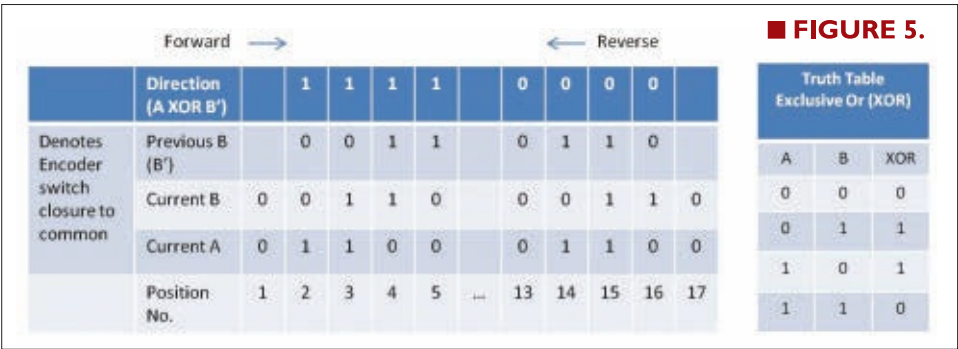 Forward → ← Reverse
■ FIGURE 5.
Direction (A XOR B') 1 1 1 1 0 0 0 0
Denotes Encoder switch closure to common
Previous B (B') 0 0 1 1 0 1 1 0
Current B 0 0 1 1 0 0 0 1 1 0
Current A 0 1 1 0 0 0 1 1 0 0
Position No. 1 2 3 4 5 ... 13 14 15 16 17
Truth Table
Exclusive Or (XOR)
A B XOR
0 0 0
0 1 1
1 0 1
1 1 0